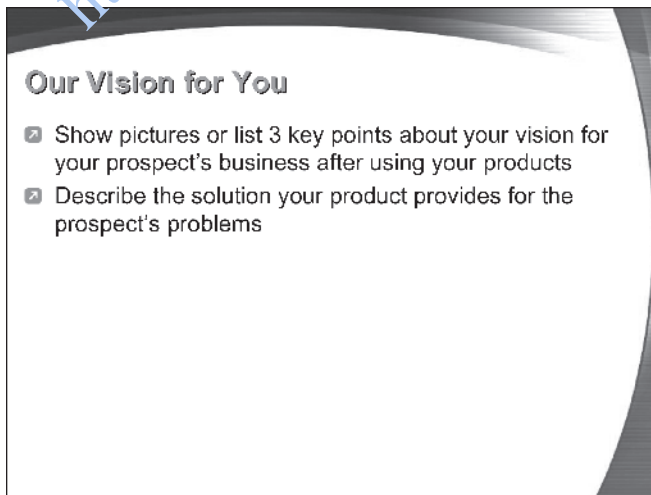 Our Vision for You
Show pictures or list 3 key points about your vision for
your prospect's business after using your products
Describe the solution your product provides for the
prospect's problems